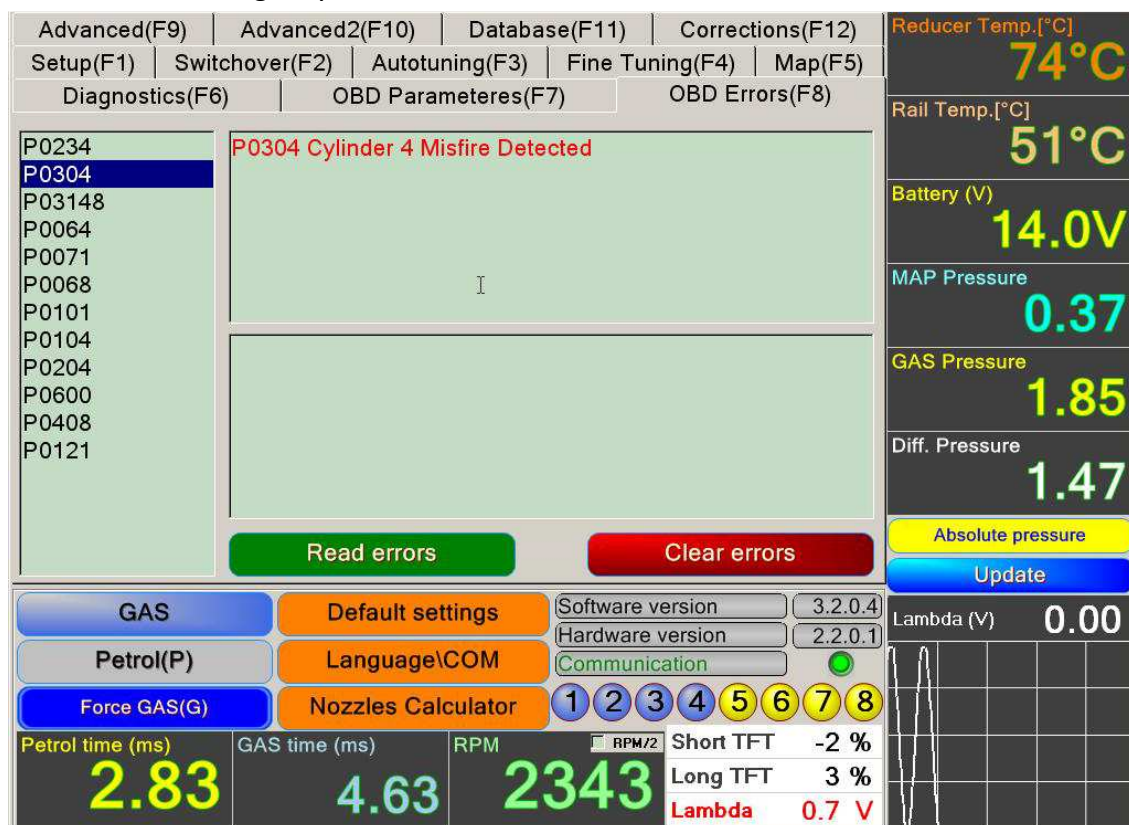 Advanced(F9) Advanced2(F10) Database(F11) Corrections(F12)
Setup(F1) Switchover(F2) Autotuning(F3) Fine Tuning(F4) Map(F5)
Diagnostics(F6) OBD Parameteres(F7) OBD Errors(F8)
P0234
P0304
P03148
P0064
P0071
P0068
P0101
P0104
P0204
P0600
P0408
P0121
P0304 Cylinder 4 Misfire Detected
Read errors Clear errors
Reducer Temp.[°C]
74°C
Rail Temp.[°C]
51°C
Battery (V)
14.0V
MAP Pressure
0.37
GAS Pressure
1.85
Diff. Pressure
1.47
Absolute pressure
Update
Lambda (V) 0.00
GAS
Petrol(P)
Force GAS(G)
Default settings
Language\COM
Nozzles Calculator
Software version 3.2.0.4
Hardware version 2.2.0.1
Communication
1 2 3 4 5 6 7 8
Petrol time (ms)
2.83
GAS time (ms)
4.63
RPM RPM/2
2343
Short TFT -2 %
Long TFT 3 %
Lambda 0.7 V